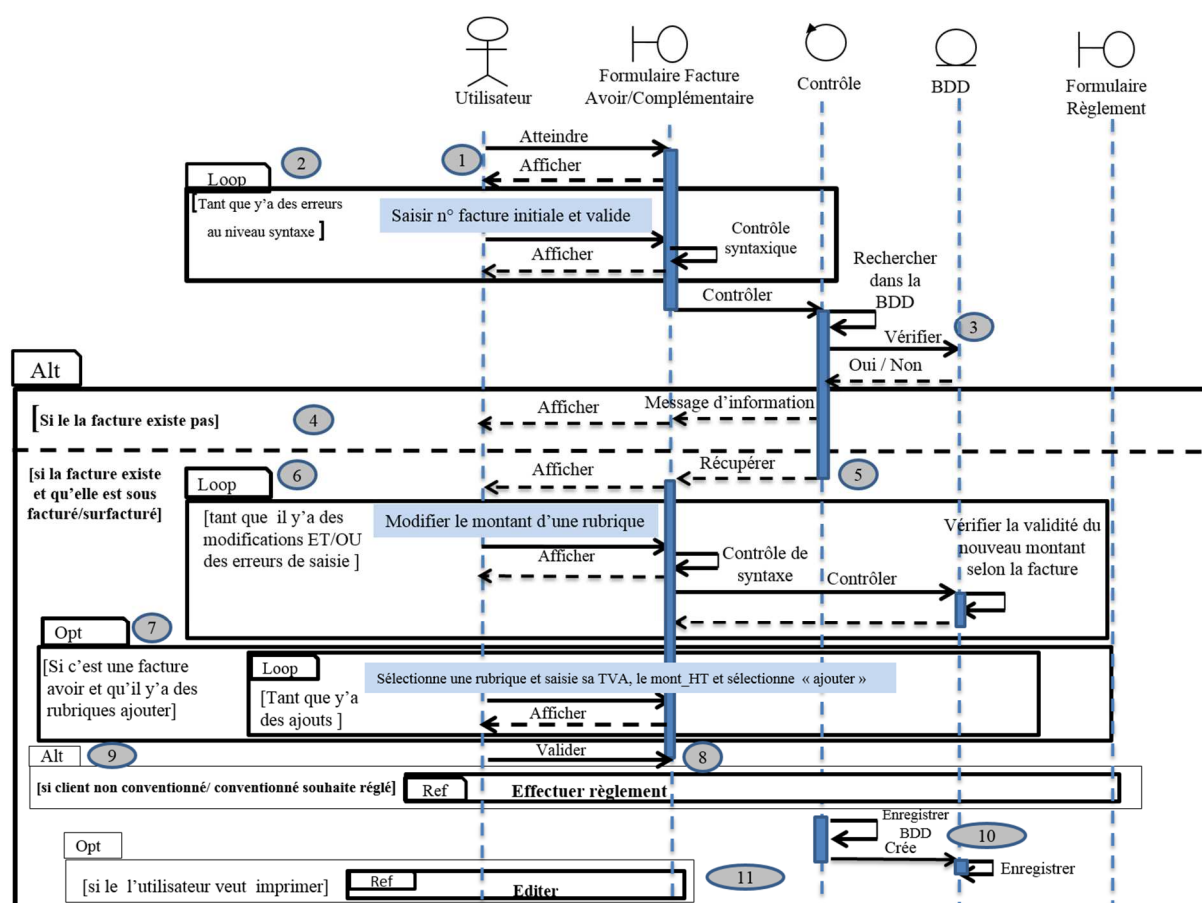 Utilisateur
Formulaire Facture
Avoir/Complémentaire
Contrôle
BDD
Formulaire
Règlement
Atteindre
1
Afficher
2
Loop
[Tant que y'a des erreurs
au niveau syntaxe ]
Saisir n° facture initiale et valide
Contrôle
syntaxique
Afficher
Rechercher
dans la
BDD
Contrôler
3
Vérifier
Oui / Non
Alt
[Si le la facture existe pas]
4
Afficher
Message d'information
[si la facture existe
et qu'elle est sous
facturé/surfacturé]
6
Loop
Afficher
Récupérer
5
[tant que il y'a des
modifications ET/OU
des erreurs de saisie ]
Modifier le montant d'une rubrique
Afficher
Contrôle de
syntaxe
Contrôler
Vérifier la validité du
nouveau montant
selon la facture
Opt
7
[Si c'est une facture
avoir et qu'il y'a des
rubriques ajouter]
Loop
[Tant que y'a
des ajouts ]
Sélectionne une rubrique et saisie sa TVA, le mont_HT et sélectionne « ajouter »
Afficher
Valider
8
Alt
9
[si client non conventionné/ conventionné souhaite réglé]
Ref
Effectuer règlement
Enregistrer
BDD
10
Crée
Enregistrer
Opt
[si le l'utilisateur veut imprimer]
Ref
Editer
11